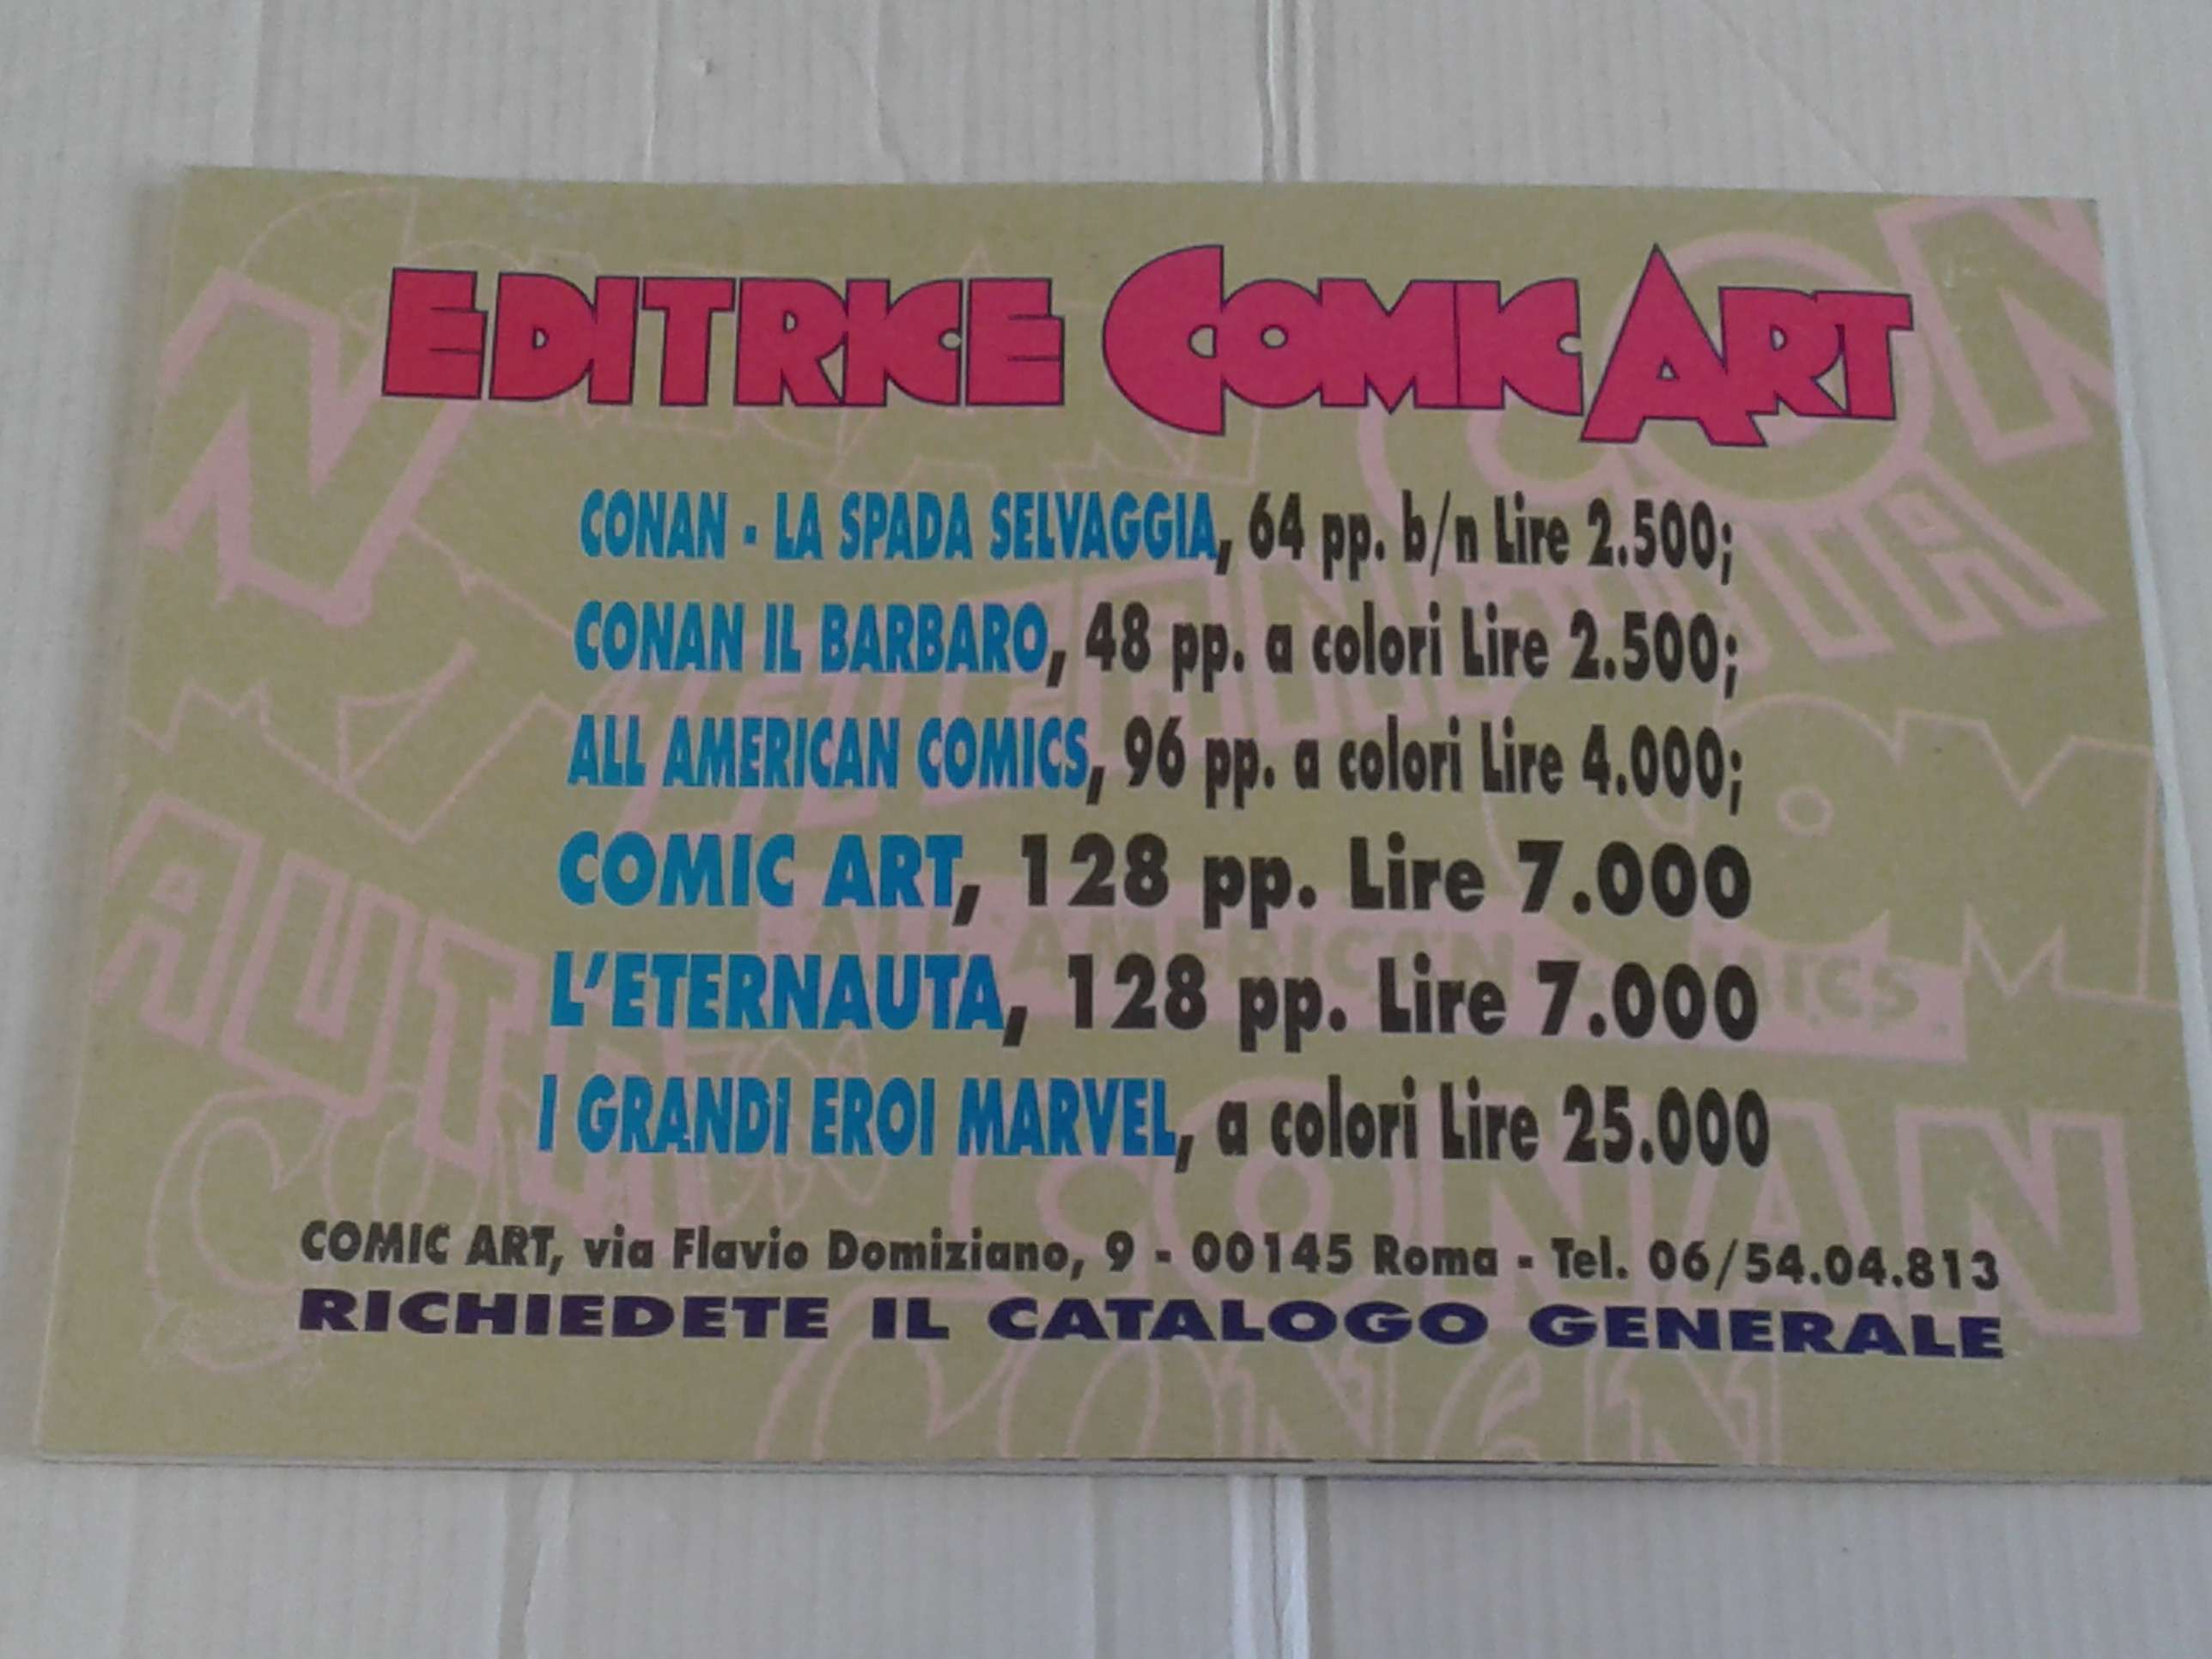 EDITRICE COMIC ART
CONAN - LA SPADA SELVAGGIA, 64 pp. b/n Lire 2.500;
CONAN IL BARBARO, 48 pp. a colori Lire 2.500;
ALL AMERICAN COMICS, 96 pp. a colori Lire 4.000;
COMIC ART, 128 pp. Lire 7.000
L'ETERNAUTA, 128 pp. Lire 7.000
I GRANDI EROI MARVEL, a colori Lire 25.000
COMIC ART, via Flavio Domiziano, 9 - 00145 Roma - Tel. 06/54.04.813
RICHIEDETE IL CATALOGO GENERALE